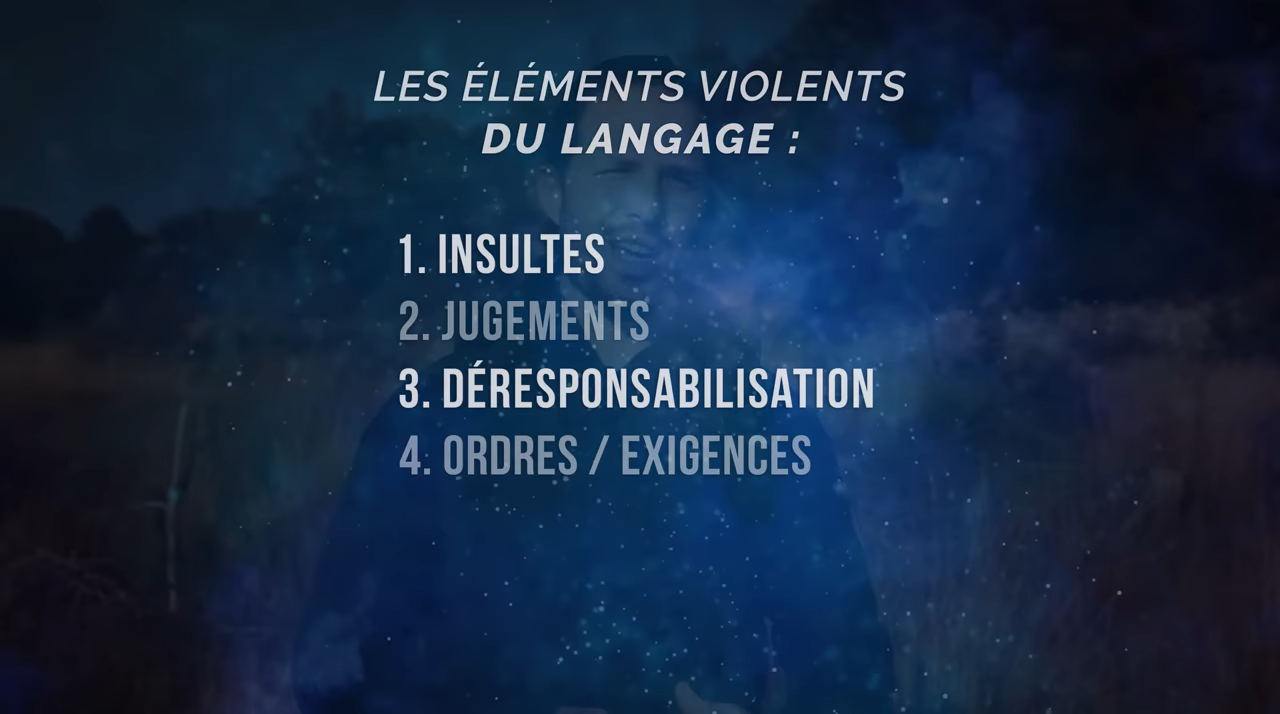 LES ÉLÉMENTS VIOLENTS
DU LANGAGE :
1. INSULTES
2. JUGEMENTS
3. DÉRESPONSABILISATION
4. ORDRES / EXIGENCES